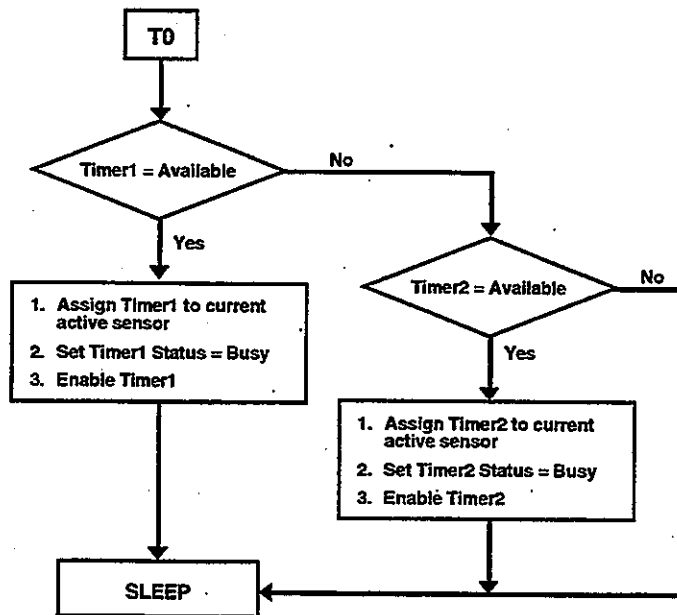 T0
Timer1 = Available
No
Yes
1. Assign Timer1 to current
active sensor
2. Set Timer1 Status = Busy
3. Enable Timer1
Timer2 = Available
No
Yes
1. Assign Timer2 to current
active sensor
2. Set Timer2 Status = Busy
3. Enable Timer2
SLEEP